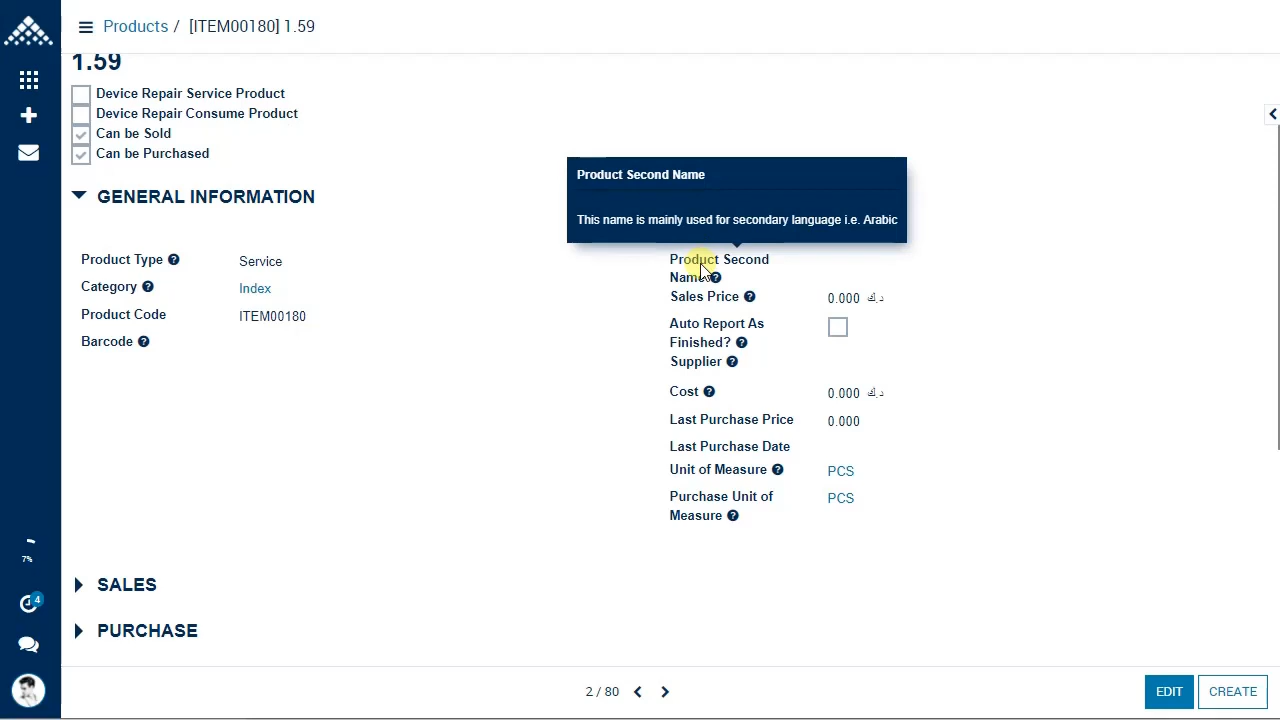 Products / [ITEM00180] 1.59
1.59
Device Repair Service Product
Device Repair Consume Product
Can be Sold
Can be Purchased
Product Second Name
This name is mainly used for secondary language i.e. Arabic
GENERAL INFORMATION
Product Type
Service
Category
Index
Product Code
ITEM00180
Barcode
Product Second
Name
Sales Price
0.000 د.ك
Auto Report As
Finished?
Supplier
Cost
0.000 د.ك
Last Purchase Price
0.000
Last Purchase Date
Unit of Measure
PCS
Purchase Unit of
Measure
PCS
7%
4
SALES
PURCHASE
2 / 80
EDIT
CREATE